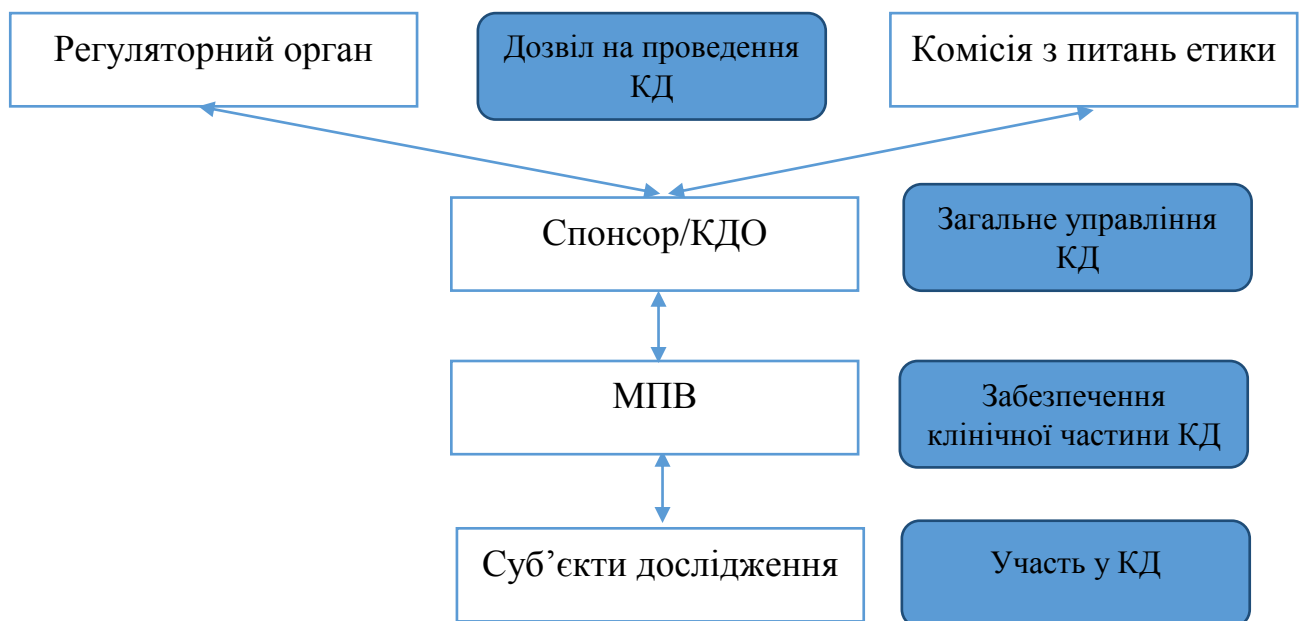 Регуляторний орган
Дозвіл на проведення
КД
Комісія з питань етики
Спонсор/КДО
Загальне управління
КД
МПВ
Забезпечення
клінічної частини КД
Суб’єкти дослідження
Участь у КД